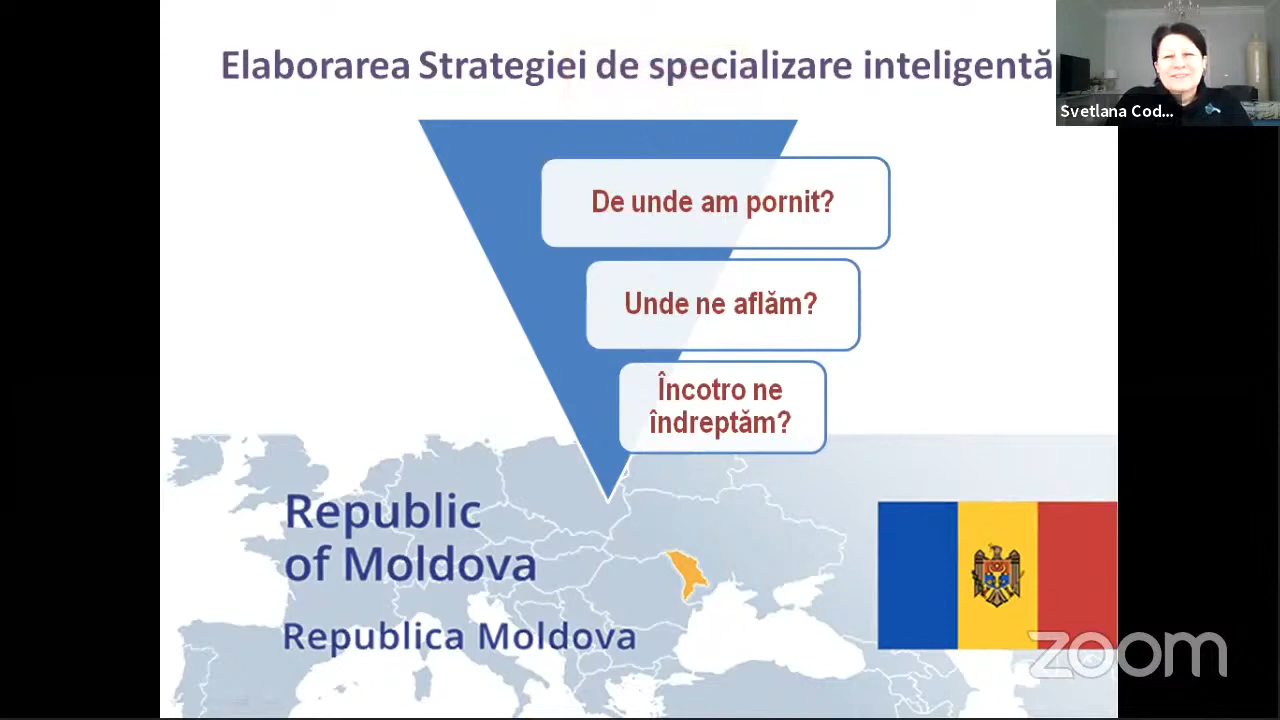 Elaborarea Strategiei de specializare inteligentă
Svetlana Cod...
De unde am pornit?
Unde ne aflăm?
Încotro ne
îndreptăm?
Republic
of Moldova
Republica Moldova
zoom